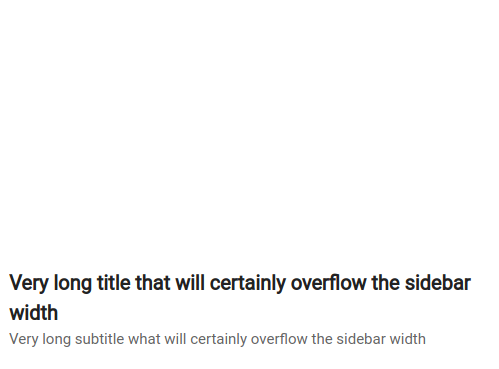 Very long title that will certainly overflow the sidebar
width
Very long subtitle what will certainly overflow the sidebar width